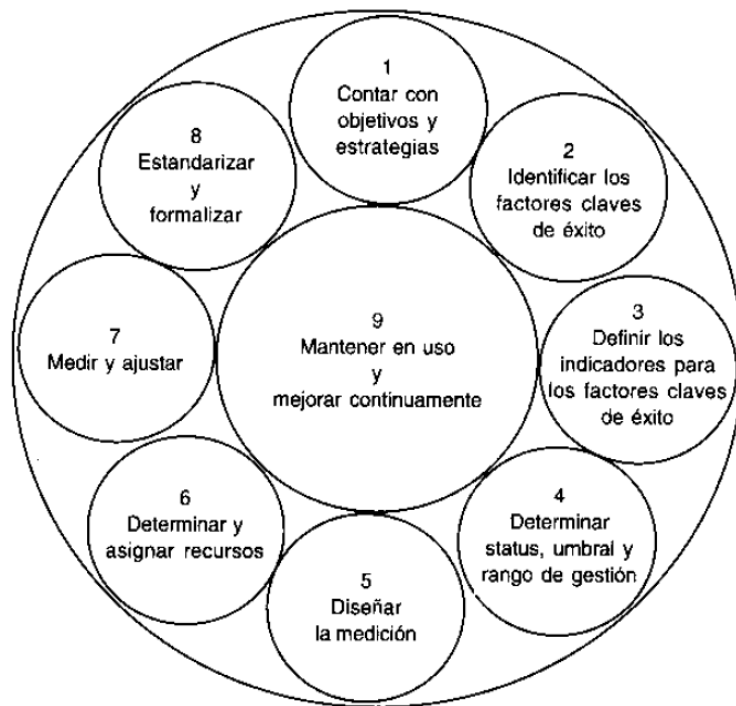 1
Contar con
objetivos y
estrategias
2
Identificar los
factores claves
de éxito
3
Definir los
indicadores para
los factores claves
de éxito
4
Determinar
status, umbral y
rango de gestión
5
Diseñar
la medición
6
Determinar y
asignar recursos
7
Medir y ajustar
8
Estandarizar
y
formalizar
9
Mantener en uso
y
mejorar continuamente